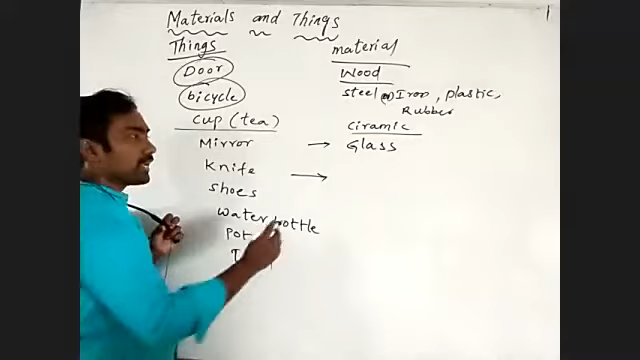 Materials and Things
Things material
Door Wood
bicycle steel (or) Iron, plastic, Rubber
Cup (tea) Ciramic
Mirror → Glass
Knife →
Shoes
Water bottle
Pot